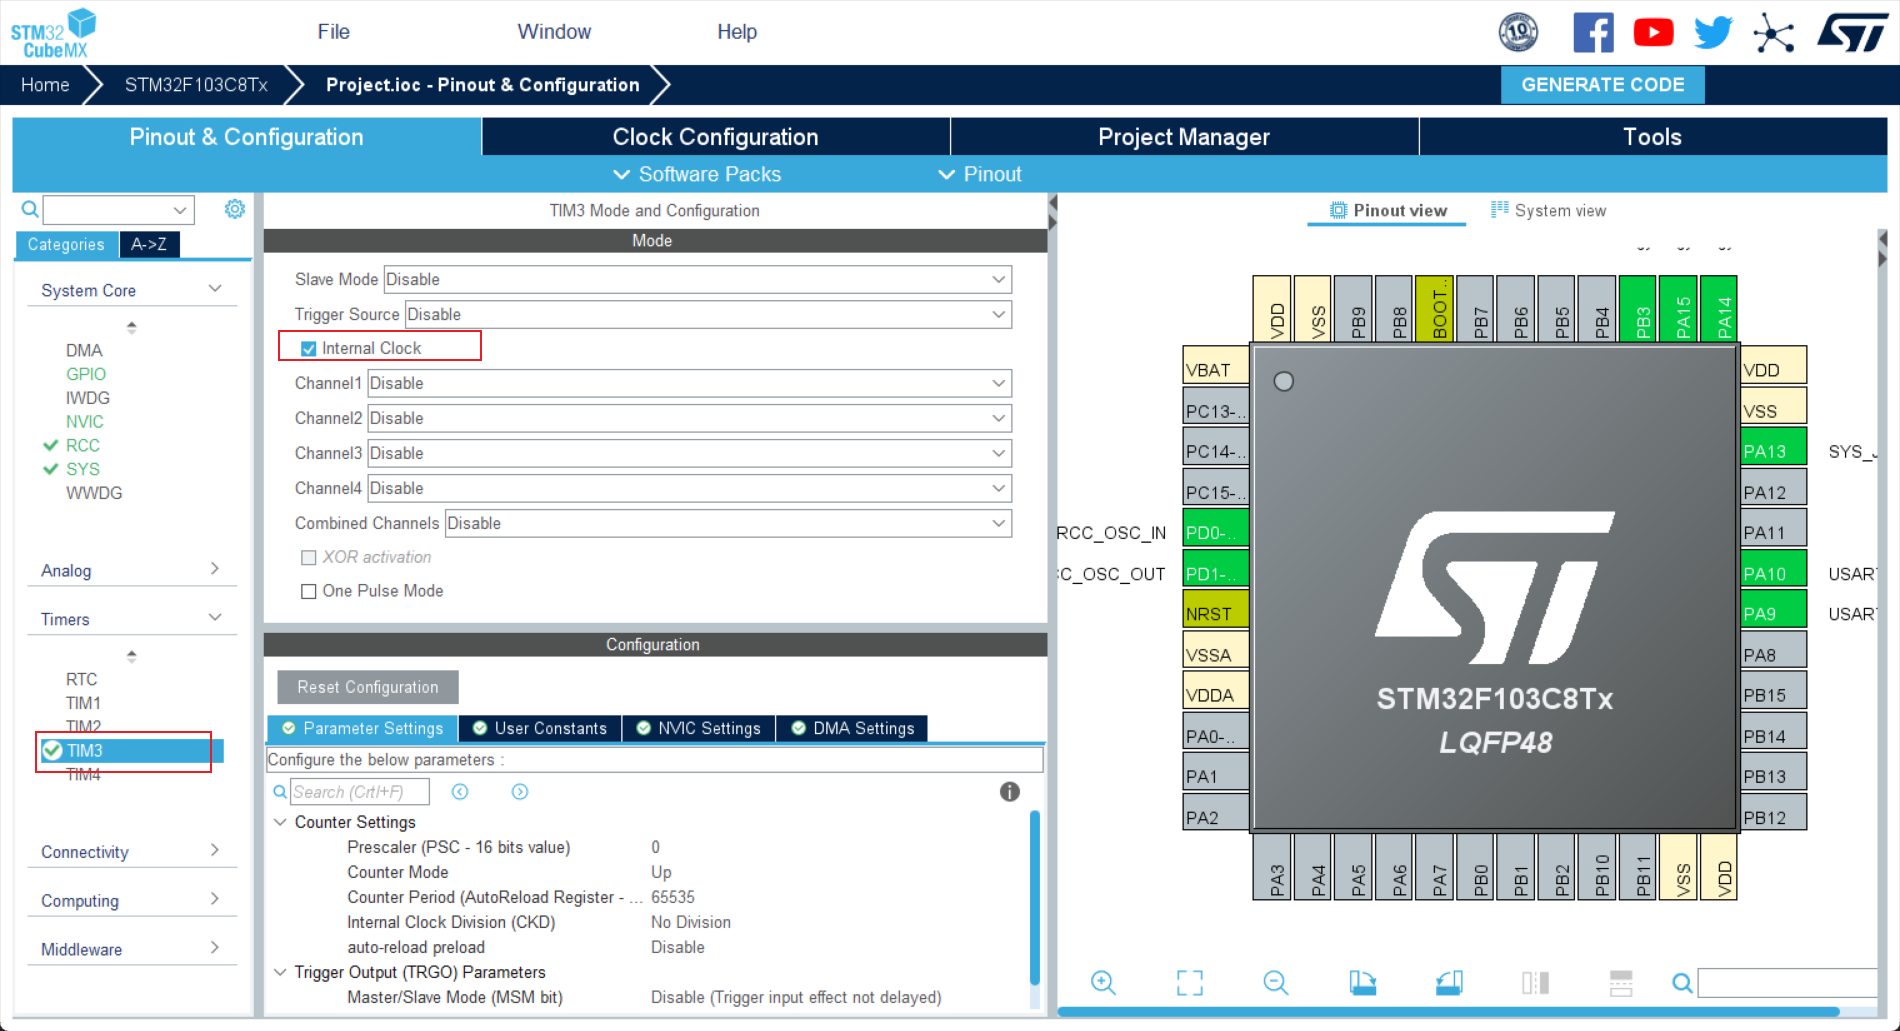 STM32
CubeMX
File
Window
Help
10
Home
STM32F103C8Tx
Project.ioc - Pinout & Configuration
GENERATE CODE
Pinout & Configuration
Clock Configuration
Project Manager
Tools
Software Packs
Pinout
Categories
A->Z
System Core
DMA
GPIO
IWDG
NVIC
RCC
SYS
WWDG
Analog
Timers
RTC
TIM1
TIM2
TIM3
TIM4
Connectivity
Computing
Middleware
TIM3 Mode and Configuration
Mode
Slave Mode Disable
Trigger Source Disable
Internal Clock
Channel1 Disable
Channel2 Disable
Channel3 Disable
Channel4 Disable
Combined Channels Disable
XOR activation
One Pulse Mode
Configuration
Reset Configuration
Parameter Settings
User Constants
NVIC Settings
DMA Settings
Configure the below parameters :
Search (Crtl+F)
Counter Settings
Prescaler (PSC - 16 bits value) 0
Counter Mode Up
Counter Period (AutoReload Register - ... 65535
Internal Clock Division (CKD) No Division
auto-reload preload Disable
Trigger Output (TRGO) Parameters
Master/Slave Mode (MSM bit) Disable (Trigger input effect not delayed)
Pinout view
System view
VDD
VSS
PB9
PB8
BOOT..
PB7
PB6
PB5
PB4
PB3
PA15
PA14
VBAT
PC13-..
PC14-..
PC15-..
RCC_OSC_IN
PD0-..
C_OSC_OUT
PD1-..
NRST
VSSA
VDDA
PA0-..
PA1
PA2
STM32F103C8Tx
LQFP48
VDD
VSS
PA13
SYS_J
PA12
PA11
PA10
USAR
PA9
USAR
PA8
PB15
PB14
PB13
PB12
PA3
PA4
PA5
PA6
PA7
PB0
PB1
PB2
PB10
PB11
VSS
VDD